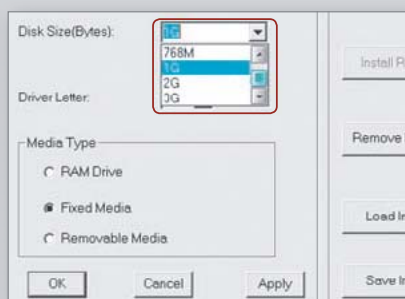 Disk Size(Bytes):
1G
768M
1G
2G
3G
Driver Letter:
Media Type
RAM Drive
Fixed Media
Removable Media
OK
Cancel
Apply
Install R
Remove
Load In
Save In